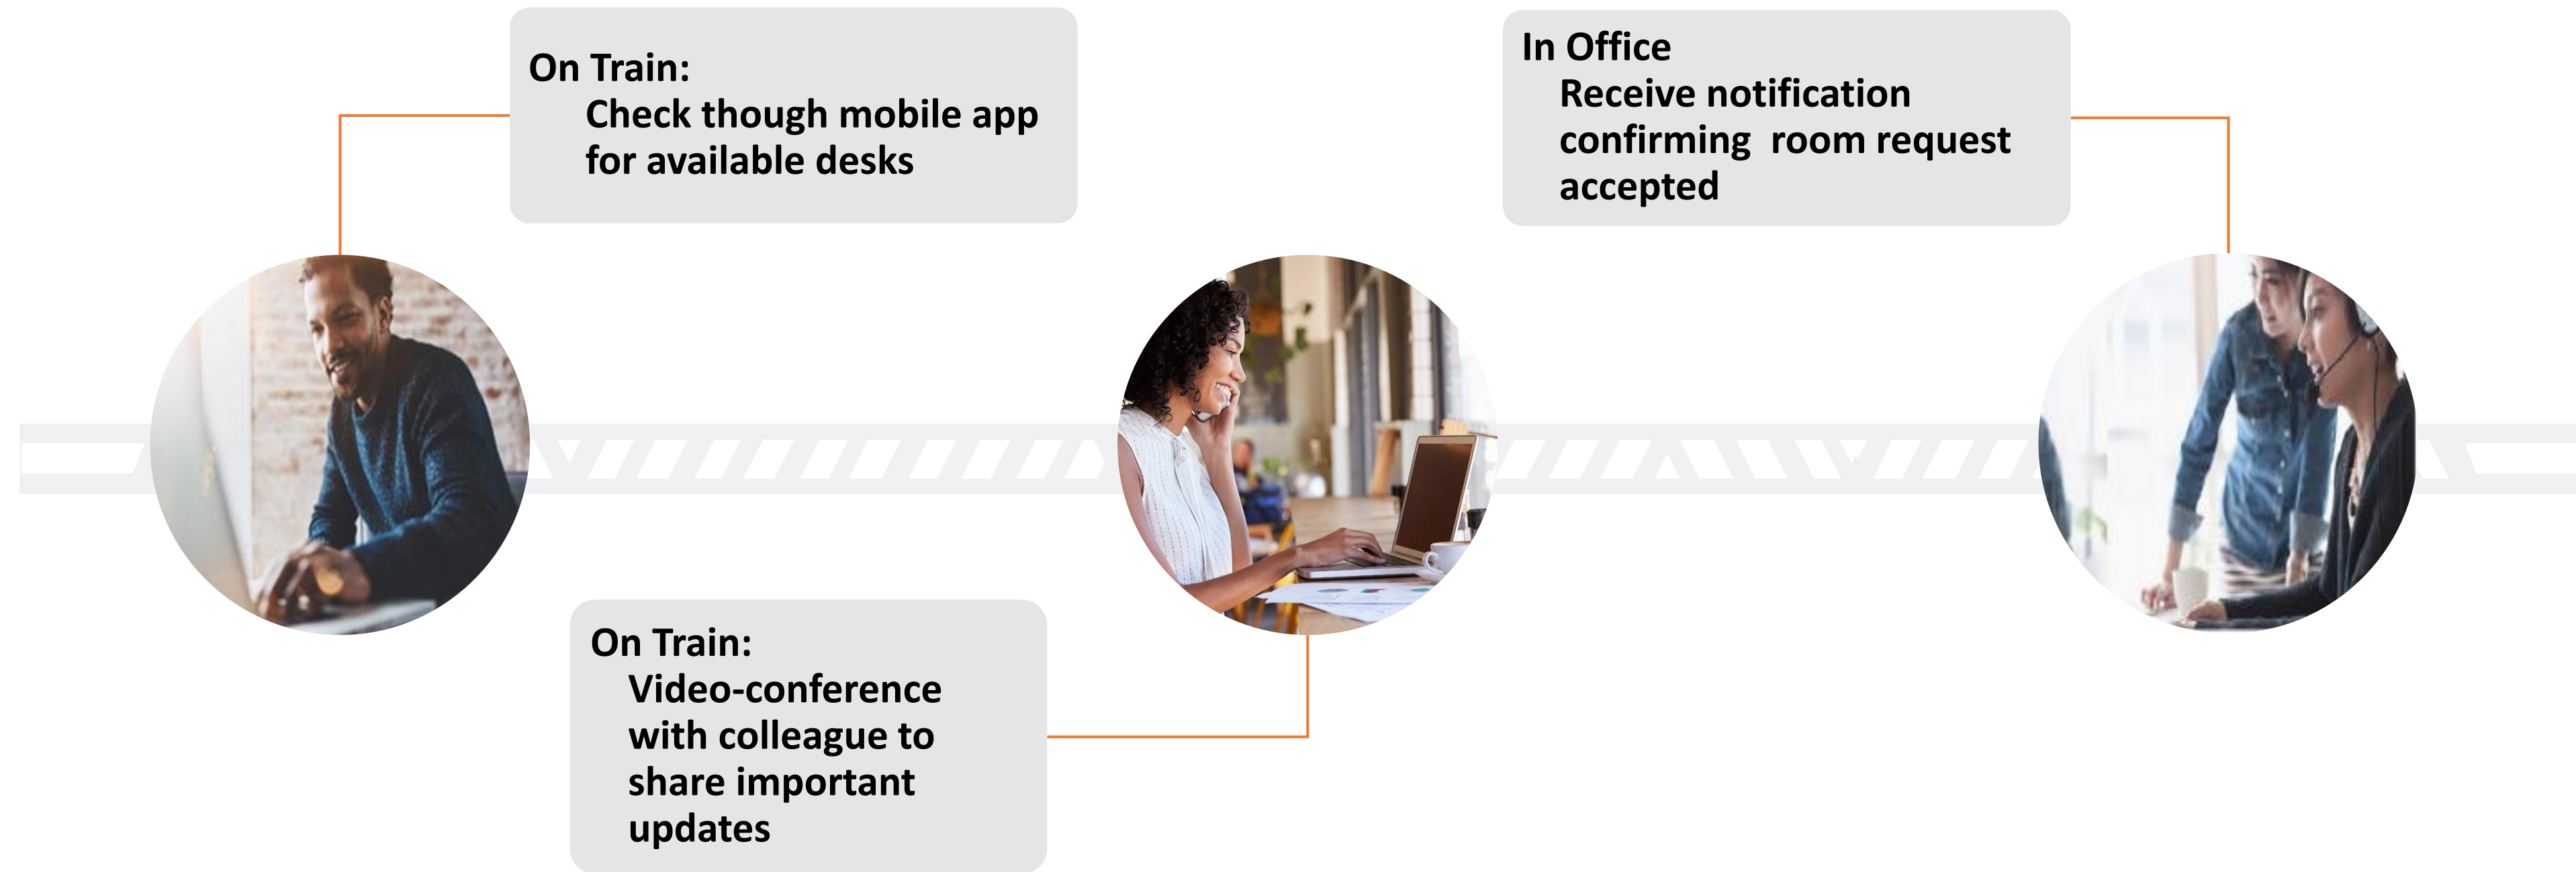 On Train:
Check though mobile app
for available desks
In Office
Receive notification
confirming  room request
accepted
On Train:
Video-conference
with colleague to
share important
updates